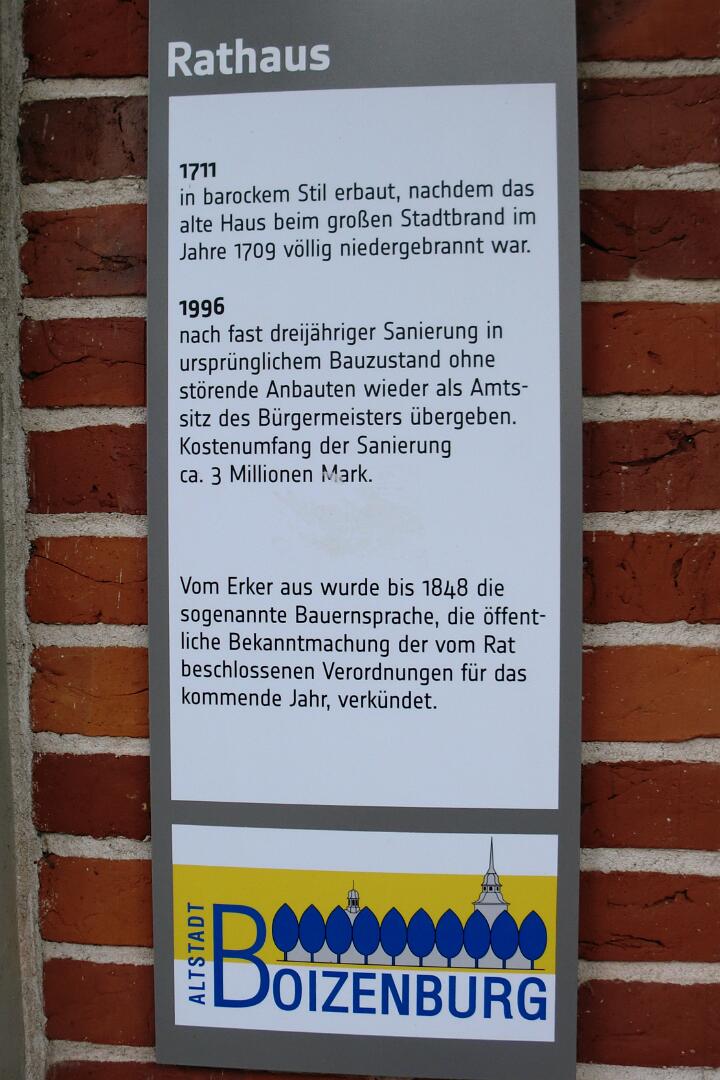 Rathaus
1711
in barockem Stil erbaut, nachdem das
alte Haus beim großen Stadtbrand im
Jahre 1709 völlig niedergebrannt war.
1996
nach fast dreijähriger Sanierung in
ursprünglichem Bauzustand ohne
störende Anbauten wieder als Amts-
sitz des Bürgermeisters übergeben.
Kostenumfang der Sanierung
ca. 3 Millionen Mark.
Vom Erker aus wurde bis 1848 die
sogenannte Bauernsprache, die öffent-
liche Bekanntmachung der vom Rat
beschlossenen Verordnungen für das
kommende Jahr, verkündet.
ALTSTADT
BOIZENBURG